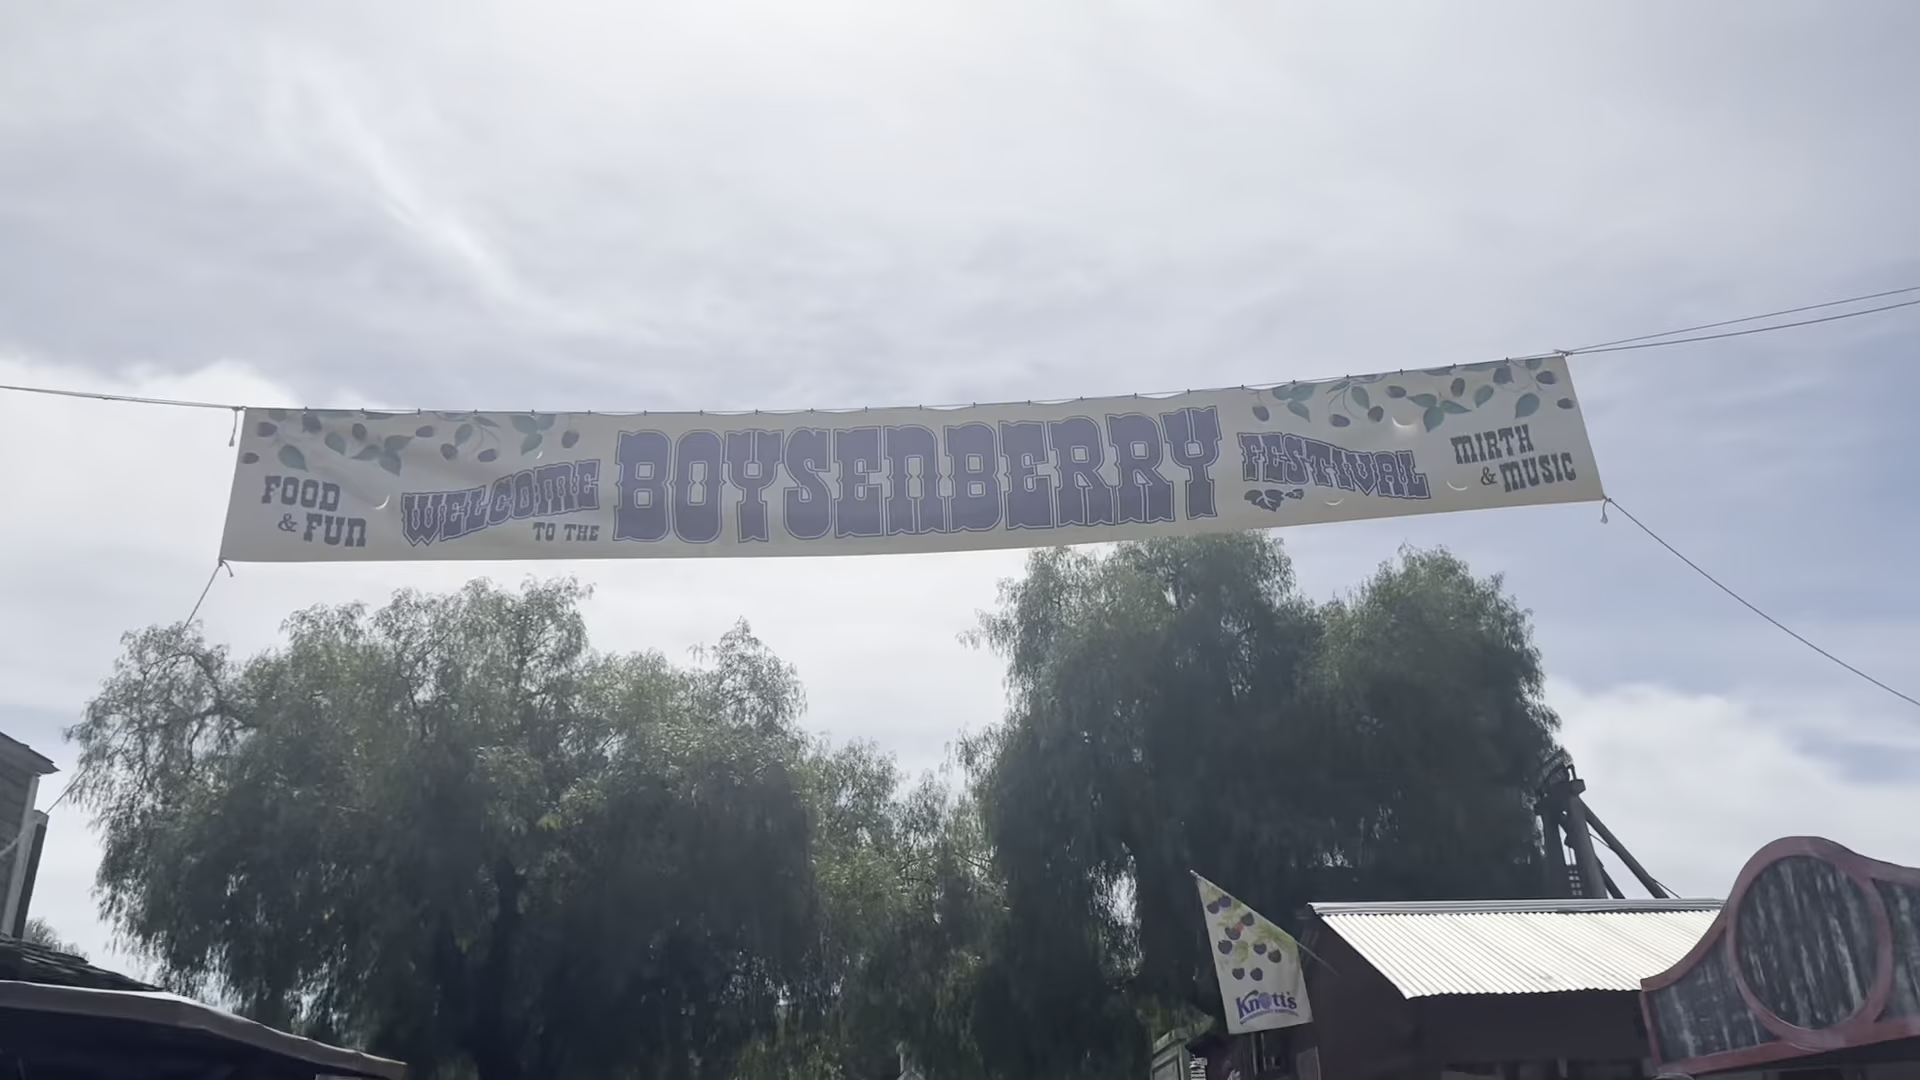 FOOD
& FUN
WELCOME
TO THE
BOYSENBERRY
FESTIVAL
MIRTH
& MUSIC
Knott's